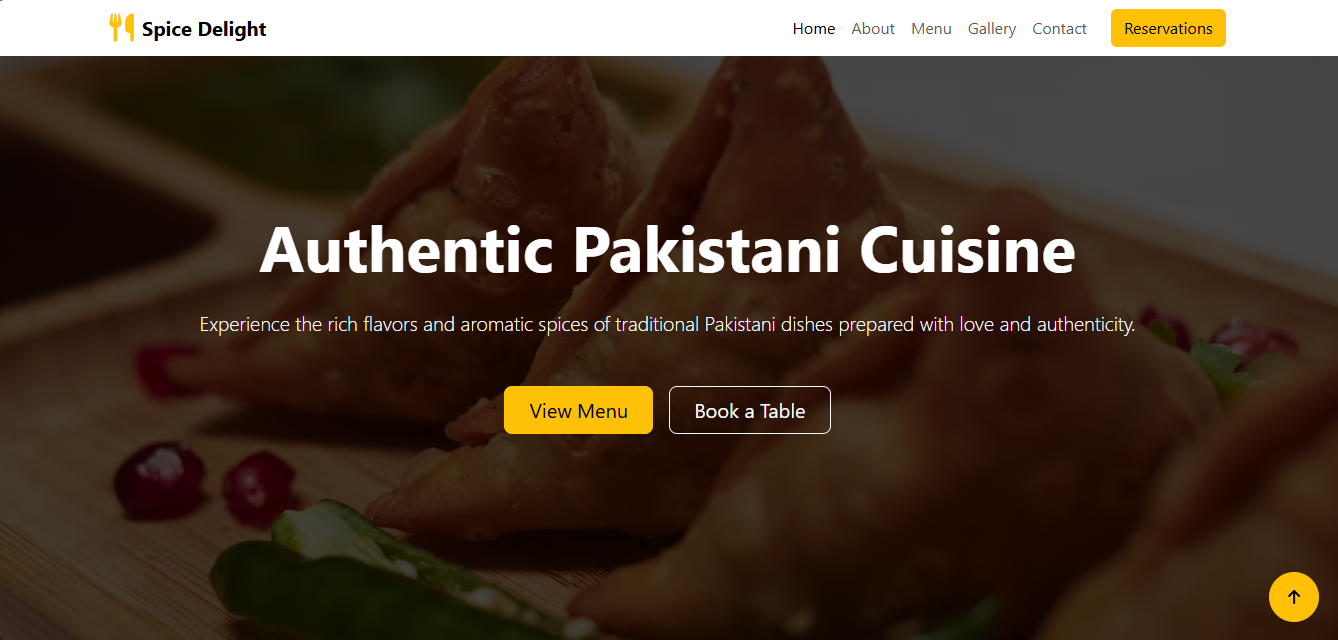 Spice Delight
Home About Menu Gallery Contact Reservations
Authentic Pakistani Cuisine
Experience the rich flavors and aromatic spices of traditional Pakistani dishes prepared with love and authenticity.
View Menu Book a Table